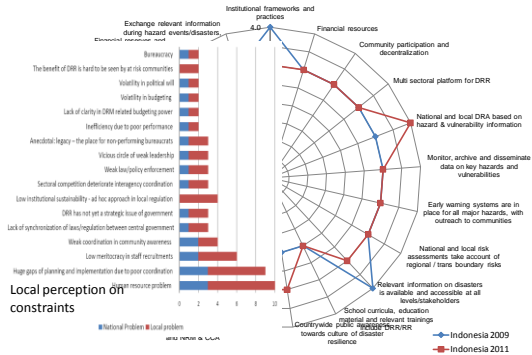 Institutional frameworks and
practices
4.0
Exchange relevant information
during hazard events/disasters,
Financial resources
Community participation and
decentralization
Multi sectoral platform for DRR
National and local DRA based on
hazard & vulnerability information
Monitor, archive and disseminate
data on key hazards and
vulnerabilities
Early warning systems are in
place for all major hazards, with
outreach to communities
National and local risk
assessments take account of
regional / trans boundary risks
Relevant information on disasters
is available and accessible at all
levels/stakeholders
School curricula, education
material and relevant trainings
include DRR/RR
Countrywide public awareness
towards culture of disaster
resilience
Indonesia 2009
Indonesia 2011
Bureaucracy
The benefit of DRR is hard to be seen by at risk communities
Volatility in political will
Volatility in budgeting
Lack of clarity in DRM related budgeting power
Inefficiency due to poor performance
Anecdotal: legacy – the place for non-performing bureaucrats
Vicious circle of weak leadership
Weak law/policy enforcement
Sectoral competition deteriorate interagency coordination
Low institutional sustainability - ad hoc approach in local regulation
DRR has not yet a strategic issue of government
Lack of synchronization of laws/regulation between central government
Weak coordination in community awareness
Low meritocracy in staff recruitments
Huge gaps of planning and implementation due to poor coordination
Human resource problem
0 2 4 6 8 10
Local perception on
constraints
National Problem Local problem